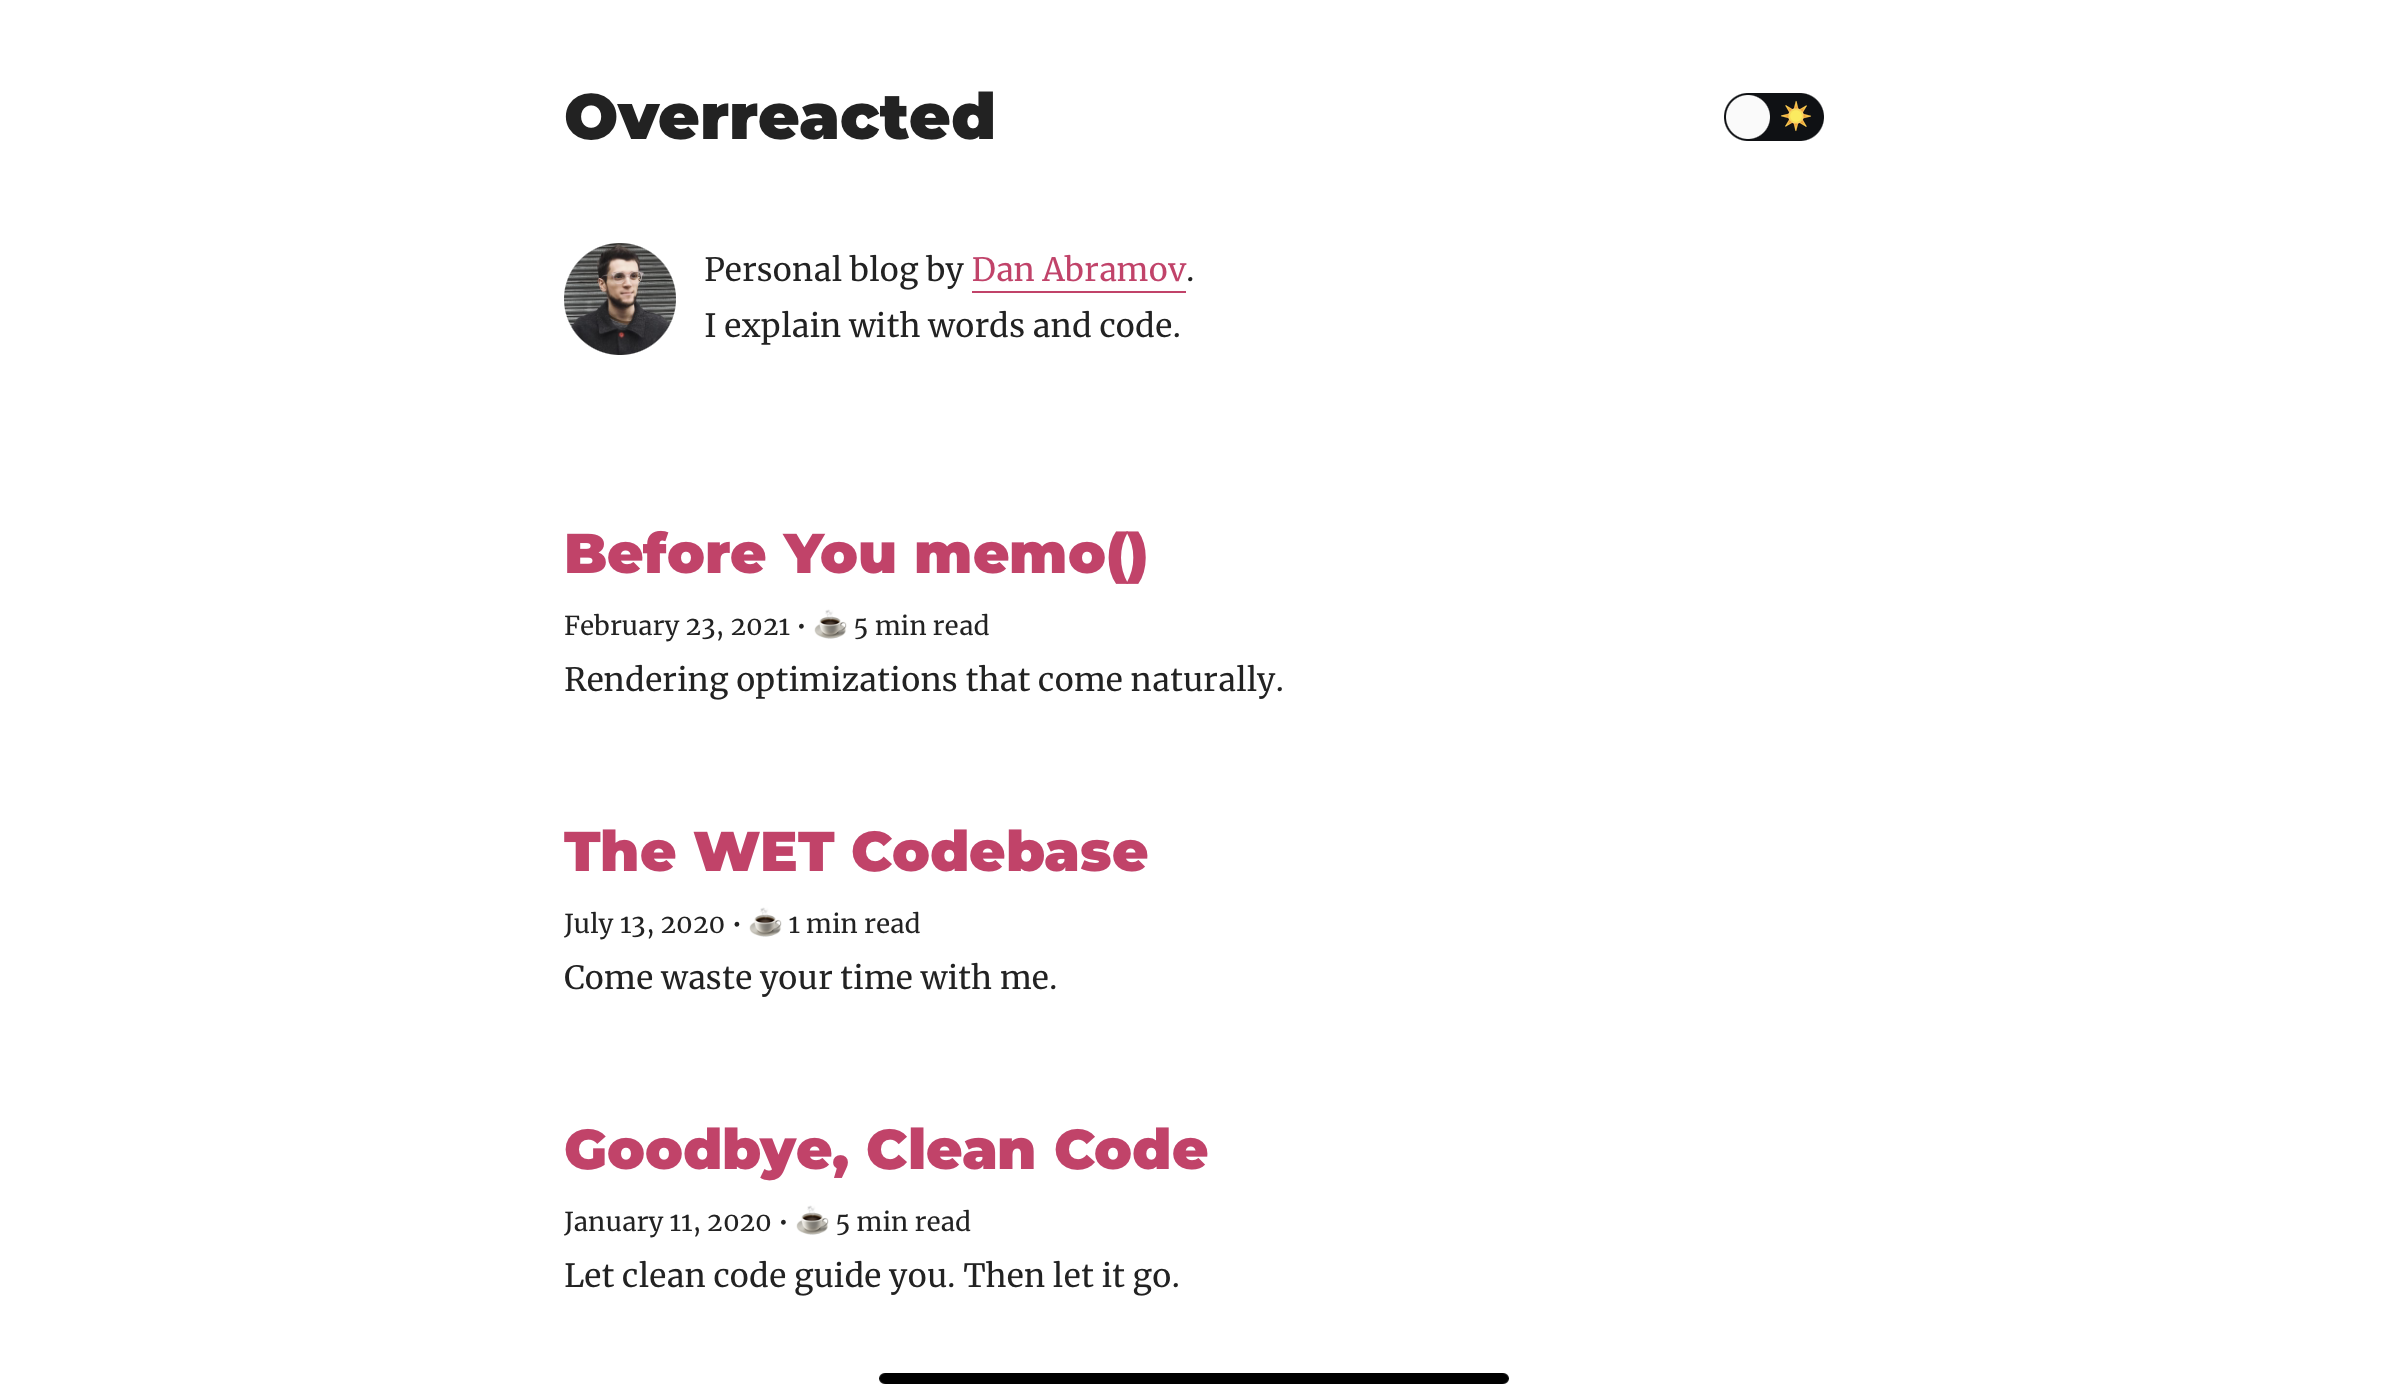 Overreacted
Personal blog by Dan Abramov.
I explain with words and code.
Before You memo()
February 23, 2021 • ☕ 5 min read
Rendering optimizations that come naturally.
The WET Codebase
July 13, 2020 • ☕ 1 min read
Come waste your time with me.
Goodbye, Clean Code
January 11, 2020 • ☕ 5 min read
Let clean code guide you. Then let it go.